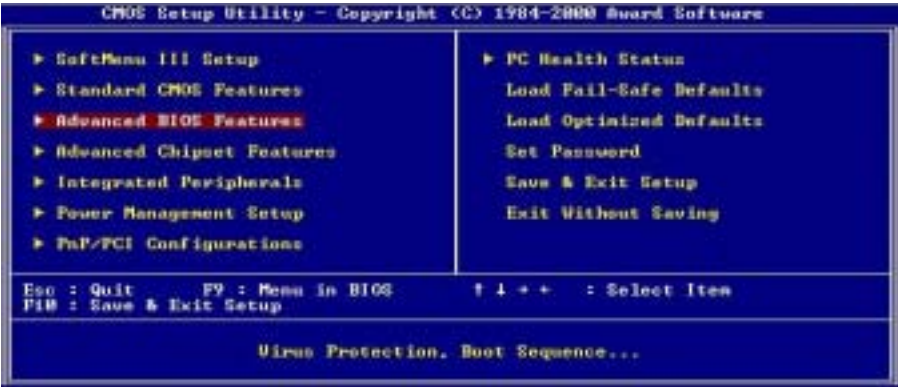 CMOS Setup Utility - Copyright (C) 1984-2000 Award Software
▶ SoftMenu III Setup
▶ Standard CMOS Features
▶ Advanced BIOS Features
▶ Advanced Chipset Features
▶ Integrated Peripherals
▶ Power Management Setup
▶ PnP/PCI Configurations
▶ PC Health Status
Load Fail-Safe Defaults
Load Optimized Defaults
Set Password
Save & Exit Setup
Exit Without Saving
Esc : Quit F9 : Menu in BIOS ↑ ↓ → ← : Select Item
F10 : Save & Exit Setup
Virus Protection, Boot Sequence...